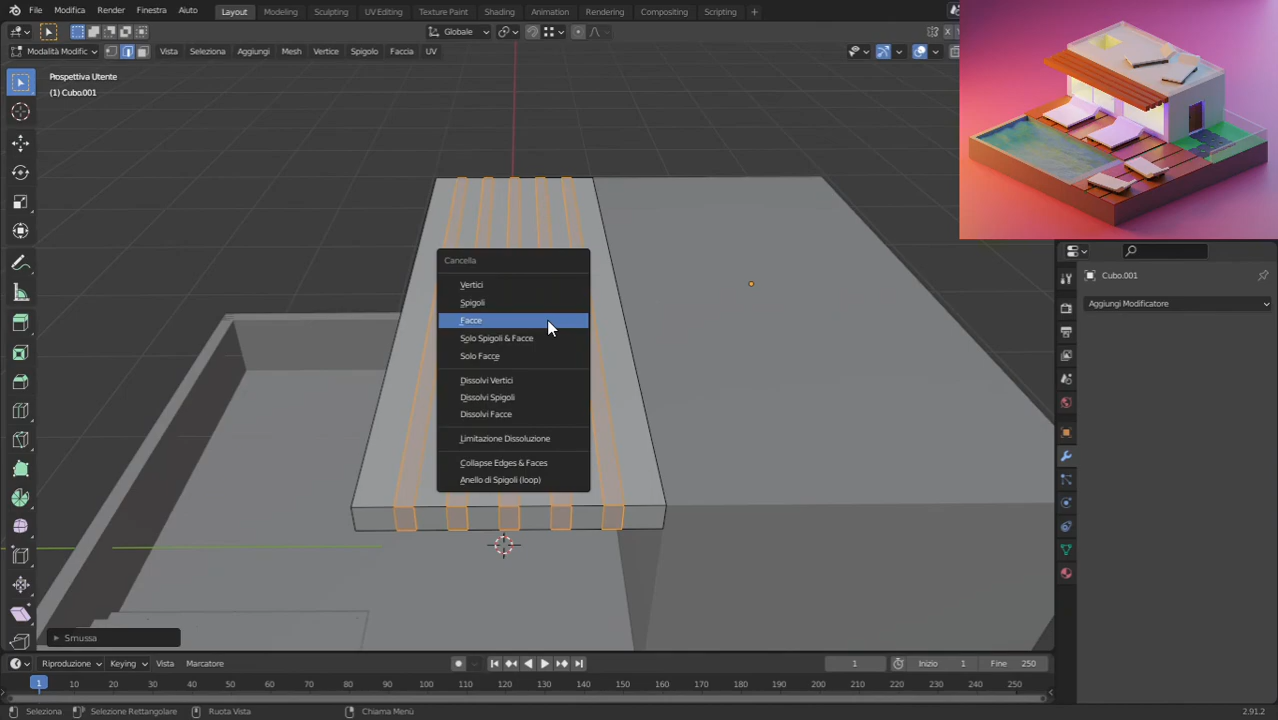 File Modifica Render Finestra Aiuto Layout Modeling Sculpting UV Editing Texture Paint Shading Animation Rendering Compositing Scripting +
Globale
Modalità Modific Vista Seleziona Aggiungi Mesh Vertice Spigolo Faccia UV
Prospettiva Utente
(1) Cubo.001
Cubo.001
Aggiungi Modificatore
Cancella
Vertici
Spigoli
Facce
Solo Spigoli & Facce
Solo Facce
Dissolvi Vertici
Dissolvi Spigoli
Dissolvi Facce
Limitazione Dissoluzione
Collapse Edges & Faces
Anello di Spigoli (loop)
Smussa
Riproduzione Keying Vista Marcatore 1 Inizio 1 Fine 250
1 10 20 30 40 50 60 70 80 90 100 110 120 130 140 150 160 170 180 190 200 210 220 230 240 250
Seleziona Selezione Rettangolare Ruota Vista Chiama Menù 2.91.2